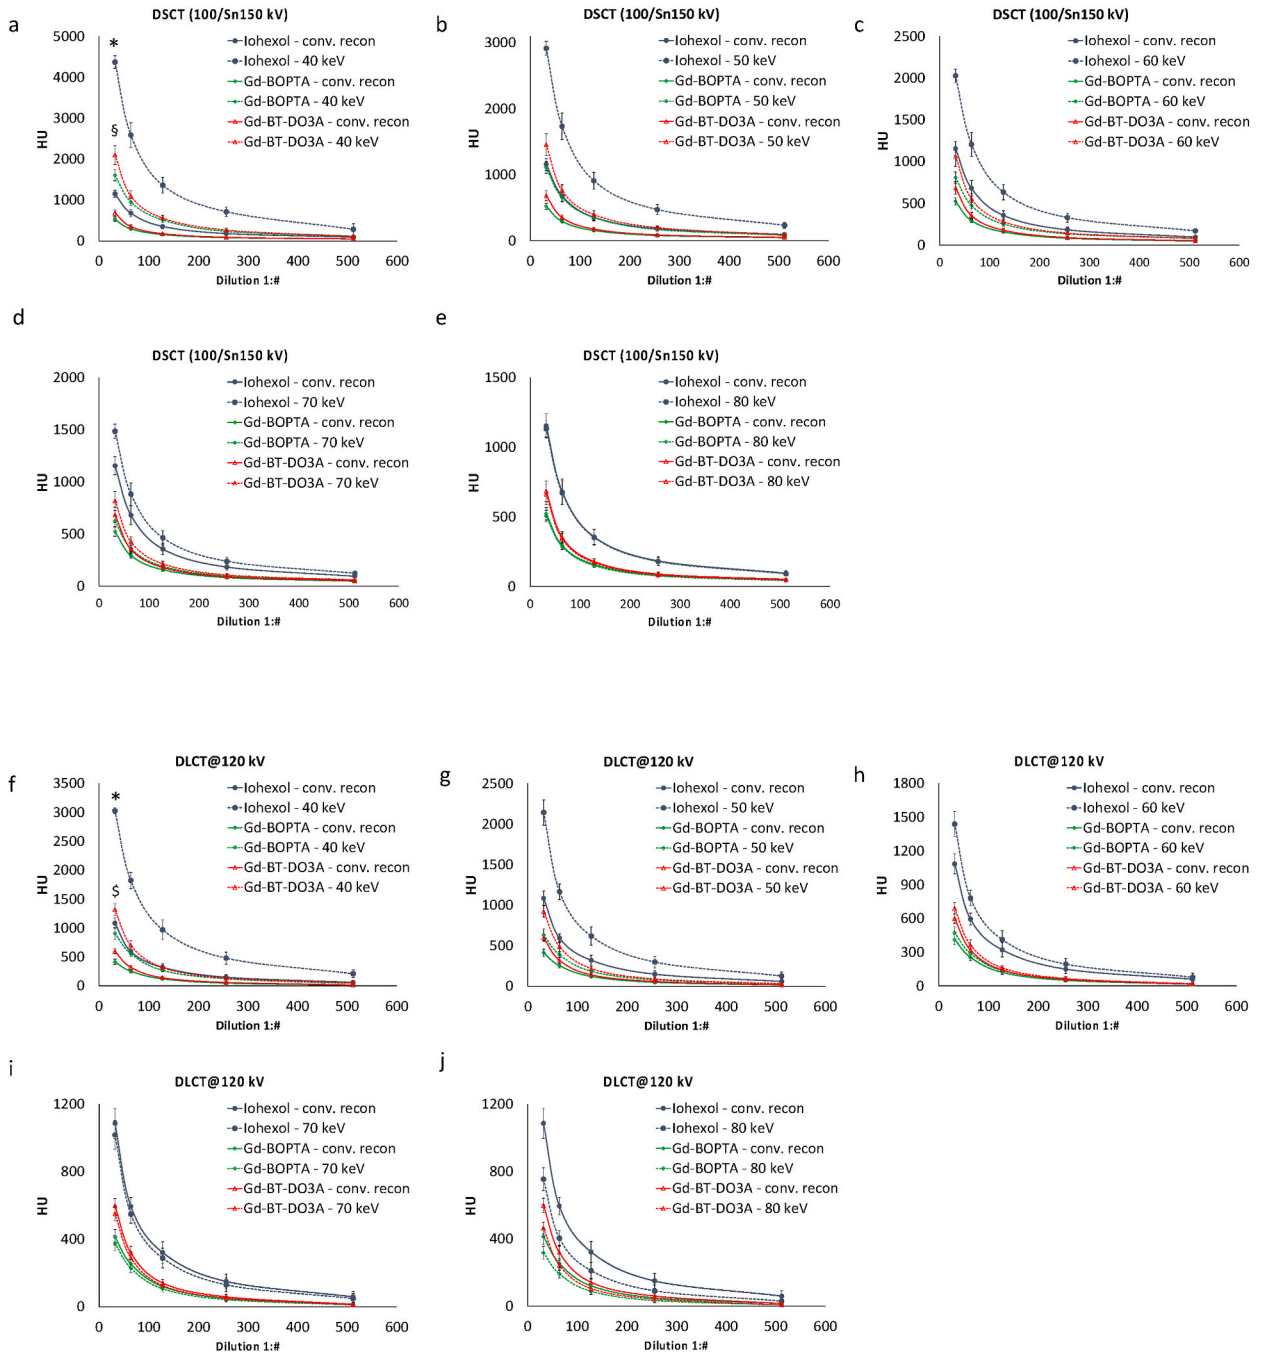 a
DSCT (100/Sn150 kV)
5000
4000
3000
2000
1000
0
HU
*
§
Iohexol - conv. recon
Iohexol - 40 keV
Gd-BOPTA - conv. recon
Gd-BOPTA - 40 keV
Gd-BT-DO3A - conv. recon
Gd-BT-DO3A - 40 keV
0 100 200 300 400 500 600
Dilution 1:#
b
DSCT (100/Sn150 kV)
3000
2000
1000
0
HU
Iohexol - conv. recon
Iohexol - 50 keV
Gd-BOPTA - conv. recon
Gd-BOPTA - 50 keV
Gd-BT-DO3A - conv. recon
Gd-BT-DO3A - 50 keV
0 100 200 300 400 500 600
Dilution 1:#
c
DSCT (100/Sn150 kV)
2500
2000
1500
1000
500
0
HU
Iohexol - conv. recon
Iohexol - 60 keV
Gd-BOPTA - conv. recon
Gd-BOPTA - 60 keV
Gd-BT-DO3A - conv. recon
Gd-BT-DO3A - 60 keV
0 100 200 300 400 500 600
Dilution 1:#
d
DSCT (100/Sn150 kV)
2000
1500
1000
500
0
HU
Iohexol - conv. recon
Iohexol - 70 keV
Gd-BOPTA - conv. recon
Gd-BOPTA - 70 keV
Gd-BT-DO3A - conv. recon
Gd-BT-DO3A - 70 keV
0 100 200 300 400 500 600
Dilution 1:#
e
DSCT (100/Sn150 kV)
1500
1000
500
0
HU
Iohexol - conv. recon
Iohexol - 80 keV
Gd-BOPTA - conv. recon
Gd-BOPTA - 80 keV
Gd-BT-DO3A - conv. recon
Gd-BT-DO3A - 80 keV
0 100 200 300 400 500 600
Dilution 1:#
f
DLCT@120 kV
3500
3000
2500
2000
1500
1000
500
0
HU
*
$
Iohexol - conv. recon
Iohexol - 40 keV
Gd-BOPTA - conv. recon
Gd-BOPTA - 40 keV
Gd-BT-DO3A - conv. recon
Gd-BT-DO3A - 40 keV
0 100 200 300 400 500 600
Dilution 1:#
g
DLCT@120 kV
2500
2000
1500
1000
500
0
HU
Iohexol - conv. recon
Iohexol - 50 keV
Gd-BOPTA - conv. recon
Gd-BOPTA - 50 keV
Gd-BT-DO3A - conv. recon
Gd-BT-DO3A - 50 keV
0 100 200 300 400 500 600
Dilution 1:#
h
DLCT@120 kV
1800
1500
1200
900
600
300
0
HU
Iohexol - conv. recon
Iohexol - 60 keV
Gd-BOPTA - conv. recon
Gd-BOPTA - 60 keV
Gd-BT-DO3A - conv. recon
Gd-BT-DO3A - 60 keV
0 100 200 300 400 500 600
Dilution 1:#
i
DLCT@120 kV
1200
800
400
0
HU
Iohexol - conv. recon
Iohexol - 70 keV
Gd-BOPTA - conv. recon
Gd-BOPTA - 70 keV
Gd-BT-DO3A - conv. recon
Gd-BT-DO3A - 70 keV
0 100 200 300 400 500 600
Dilution 1:#
j
DLCT@120 kV
1200
800
400
0
HU
Iohexol - conv. recon
Iohexol - 80 keV
Gd-BOPTA - conv. recon
Gd-BOPTA - 80 keV
Gd-BT-DO3A - conv. recon
Gd-BT-DO3A - 80 keV
0 100 200 300 400 500 600
Dilution 1:#